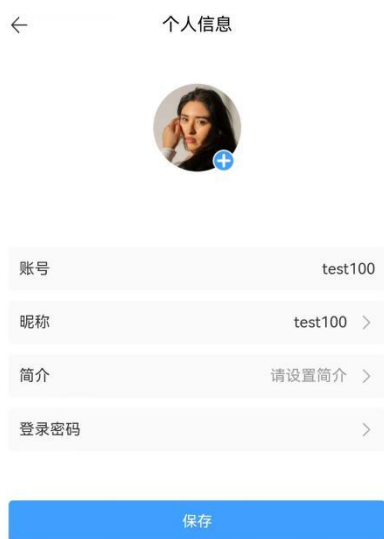 个人信息
账号 test100
昵称 test100
简介 请设置简介
登录密码
保存